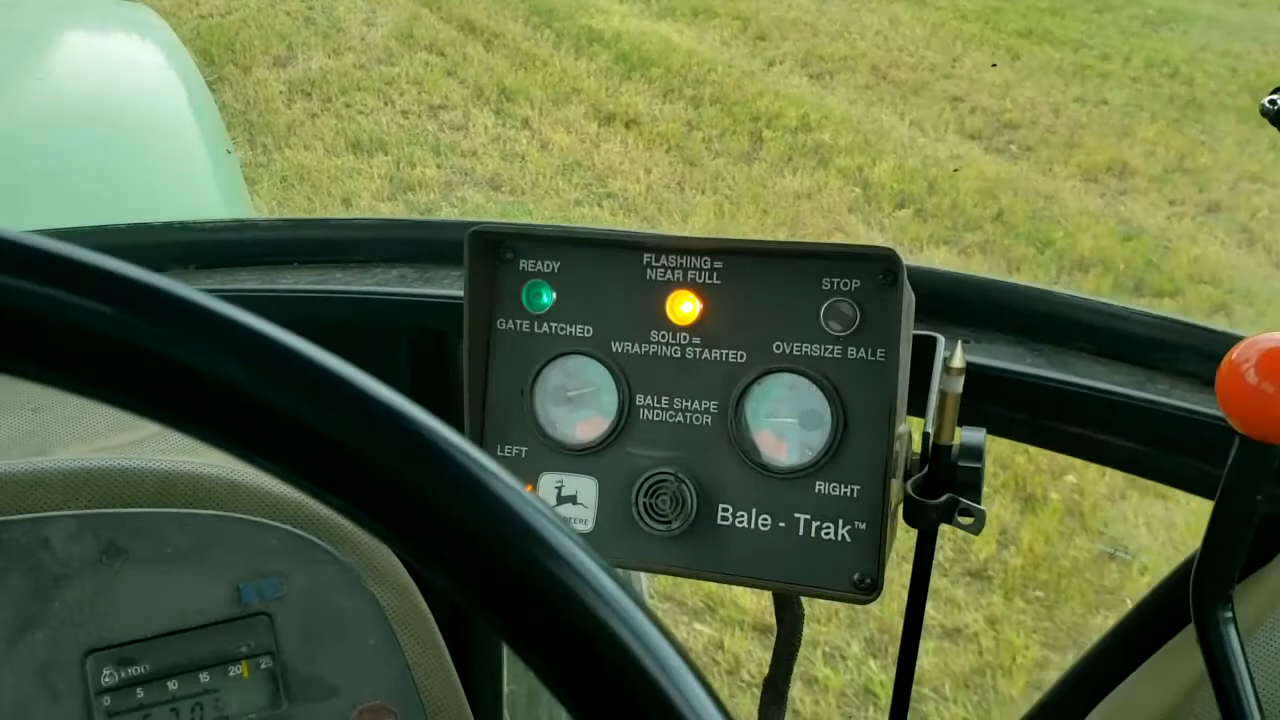 READY
GATE LATCHED
FLASHING=
NEAR FULL
SOLID=
WRAPPING STARTED
STOP
OVERSIZE BALE
BALE SHAPE
INDICATOR
LEFT
RIGHT
DEERE
Bale - Trak™
x100
0 5 10 15 20 25